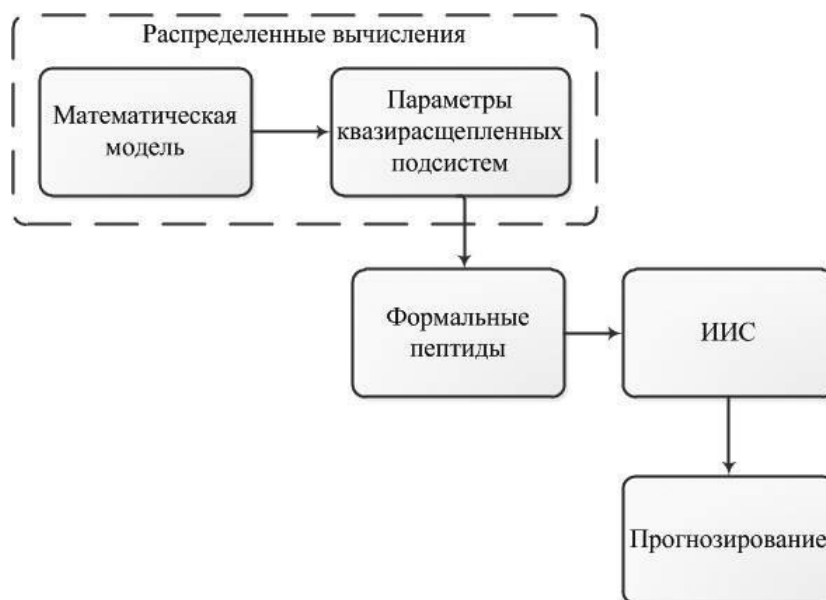 Распределенные вычисления
Математическая
модель
Параметры
квазирасщепленных
подсистем
Формальные
пептиды
ИИС
Прогнозирование